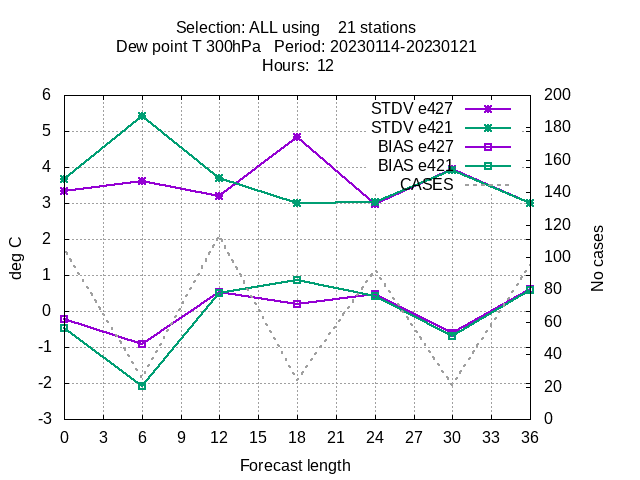 Selection: ALL using    21 stations
Dew point T 300hPa   Period: 20230114-20230121
Hours:  12
STDV e427
STDV e421
BIAS e427
BIAS e421
CASES
6
5
4
3
2
1
0
-1
-2
-3
deg C
200
180
160
140
120
100
80
60
40
20
0
No cases
0 3 6 9 12 15 18 21 24 27 30 33 36
Forecast length